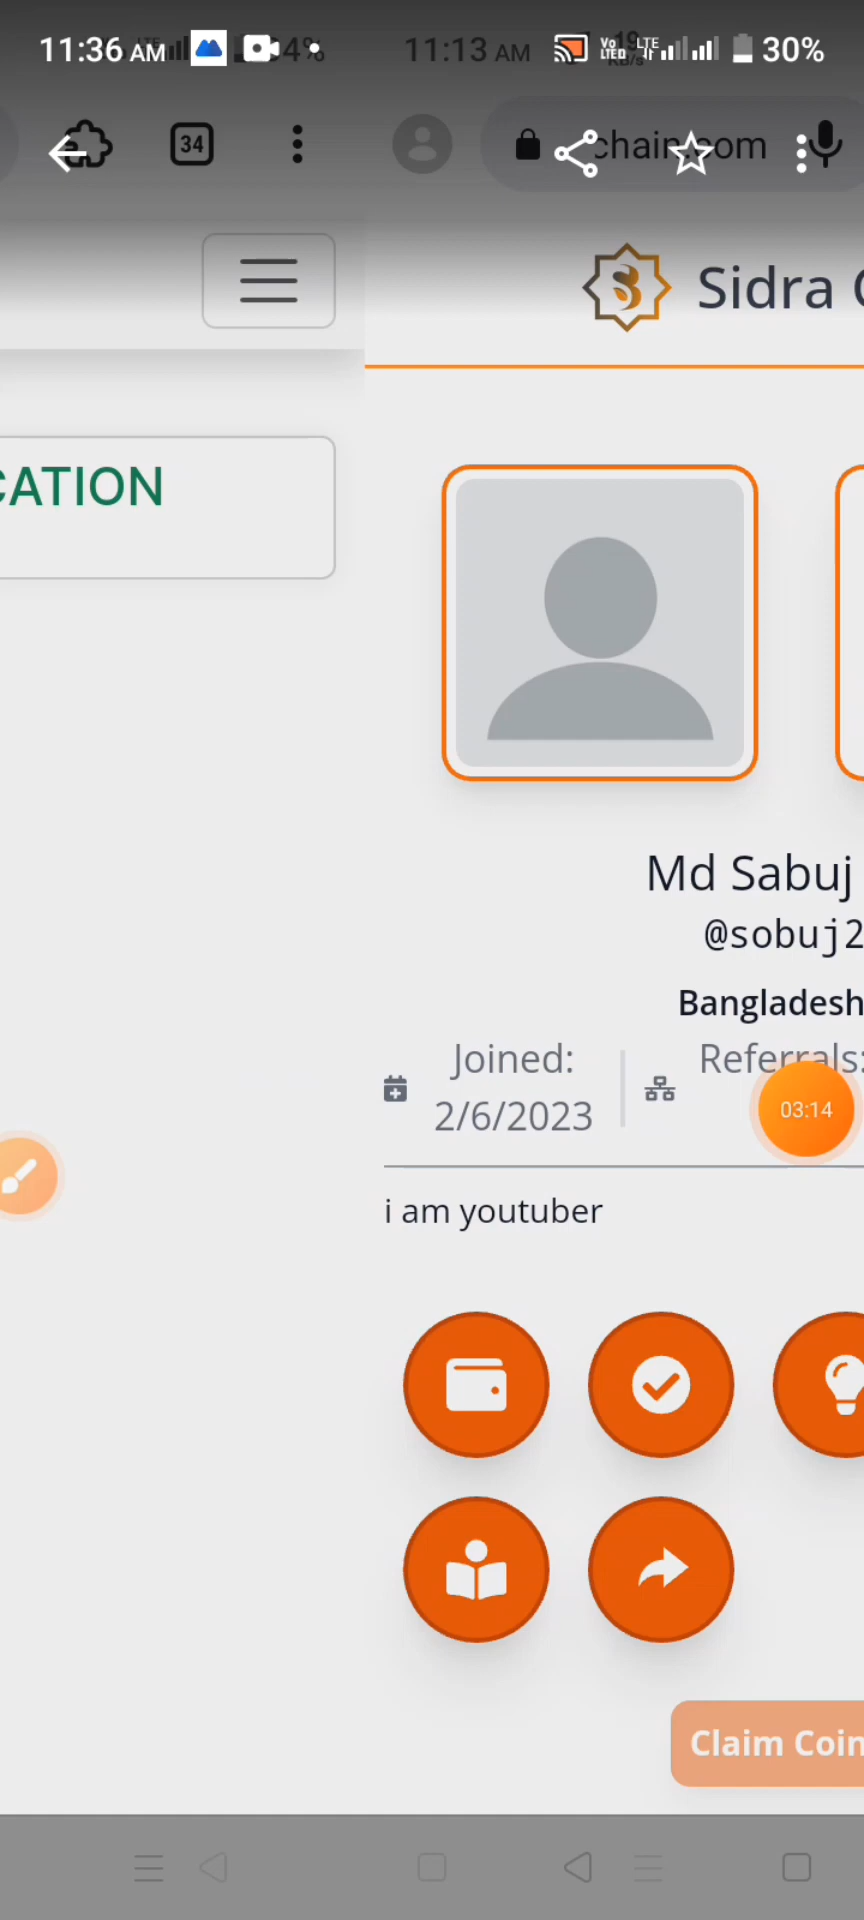 11:36 AM
4%
11:13 AM
30%
34
chain.com
Sidra
CATION
Md Sabuj
@sobuj2
Bangladesh
Joined:
2/6/2023
Referrals:
03:14
i am youtuber
Claim Coin